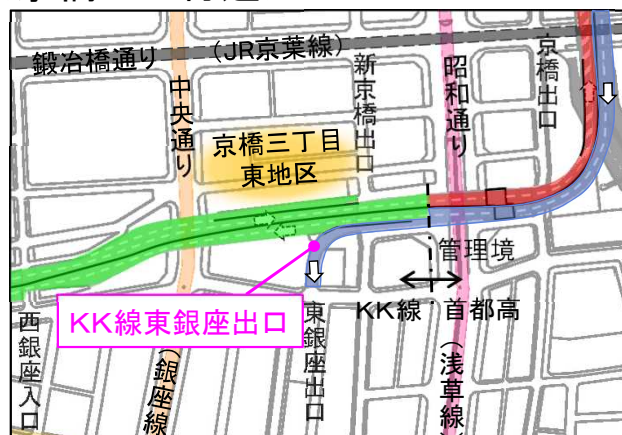 鍛冶橋通り (JR京葉線)
中央通り
新京橋出口
昭和通り
京橋出口
京橋三丁目
東地区
管理境
KK線
首都高
KK線東銀座出口
西銀座入口
(銀座線)
東銀座出口
(浅草線)